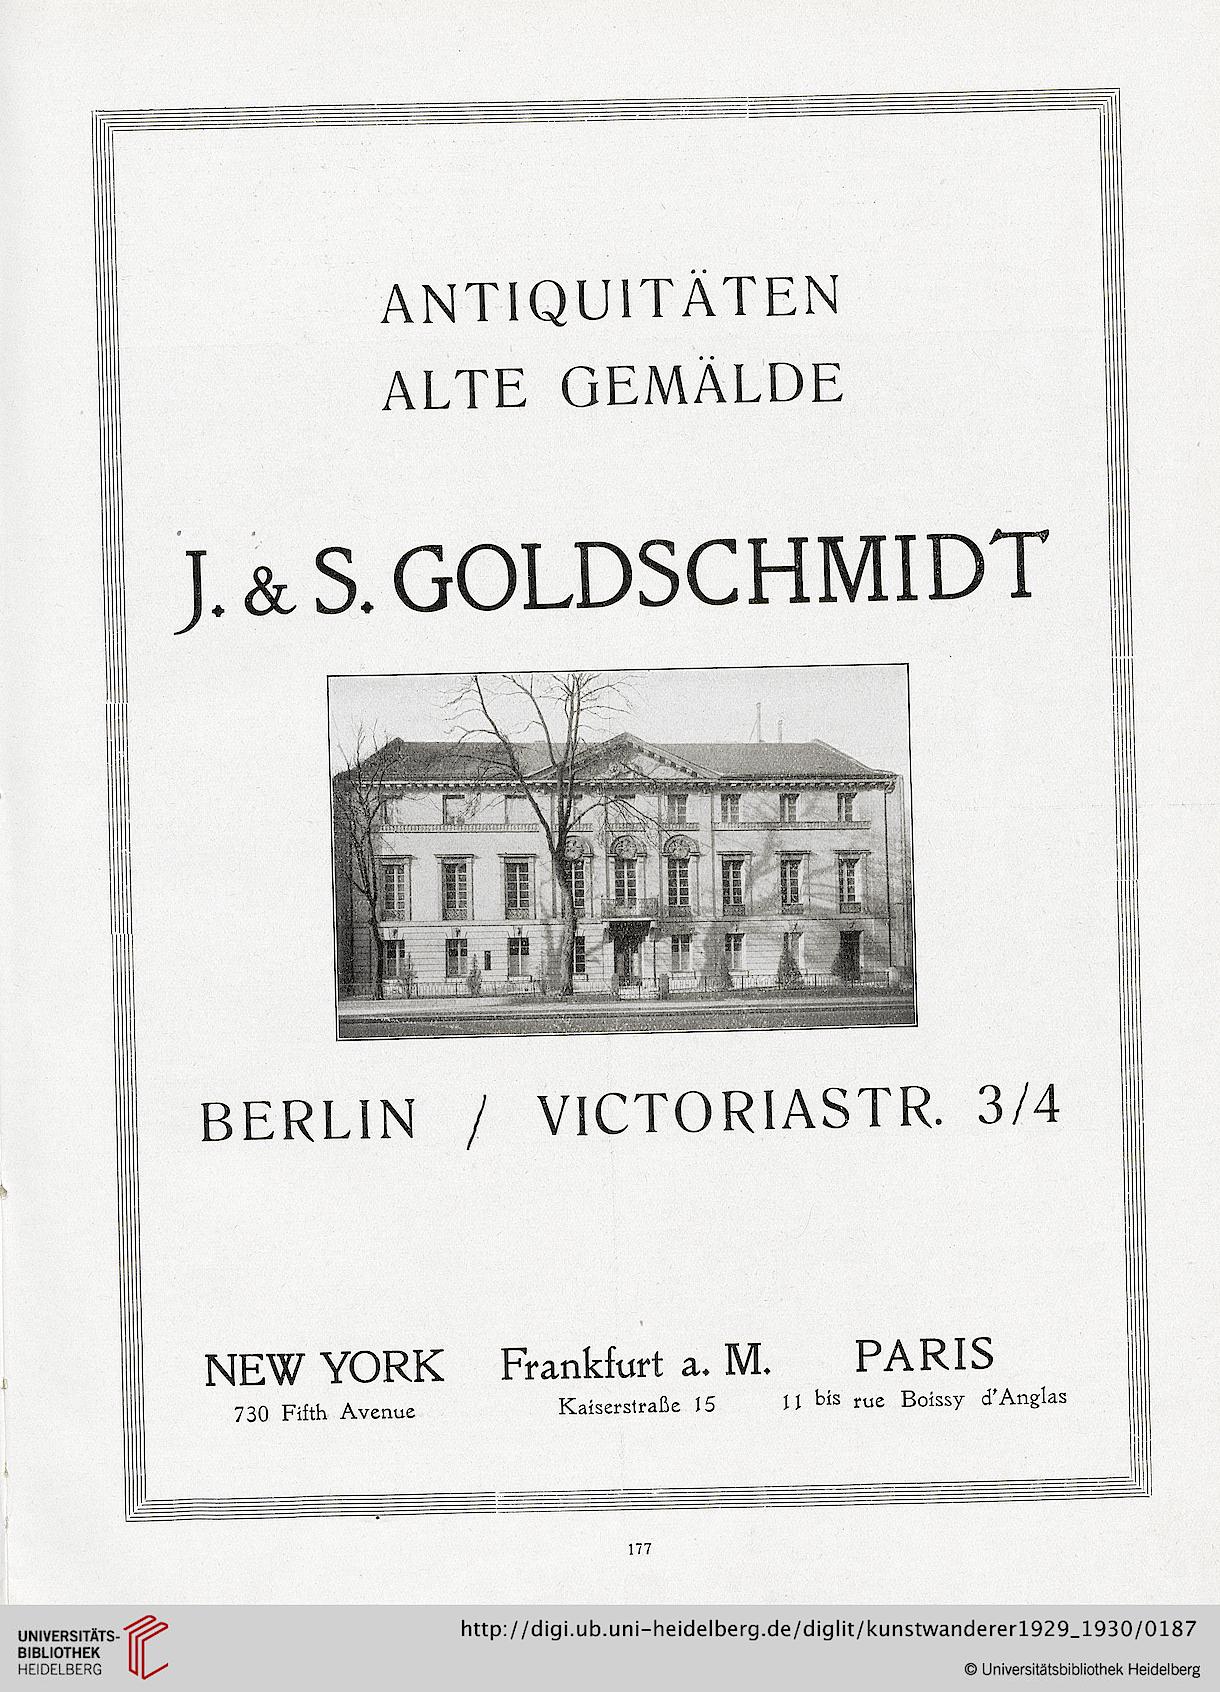 ANTIQUITÄTEN
ALTE GEMÄLDE
J. & S. GOLDSCHMIDT
BERLIN / VICTORIASTR. 3/4
NEW YORK Frankfurt a. M. PARIS
730 Fifth Avenue Kaiserstraße 15 11 bis rue Boissy d'Anglas
177
UNIVERSITÄTS-
BIBLIOTHEK
HEIDELBERG
http://digi.ub.uni-heidelberg.de/diglit/kunstwanderer1929_1930/0187
© Universitätsbibliothek Heidelberg